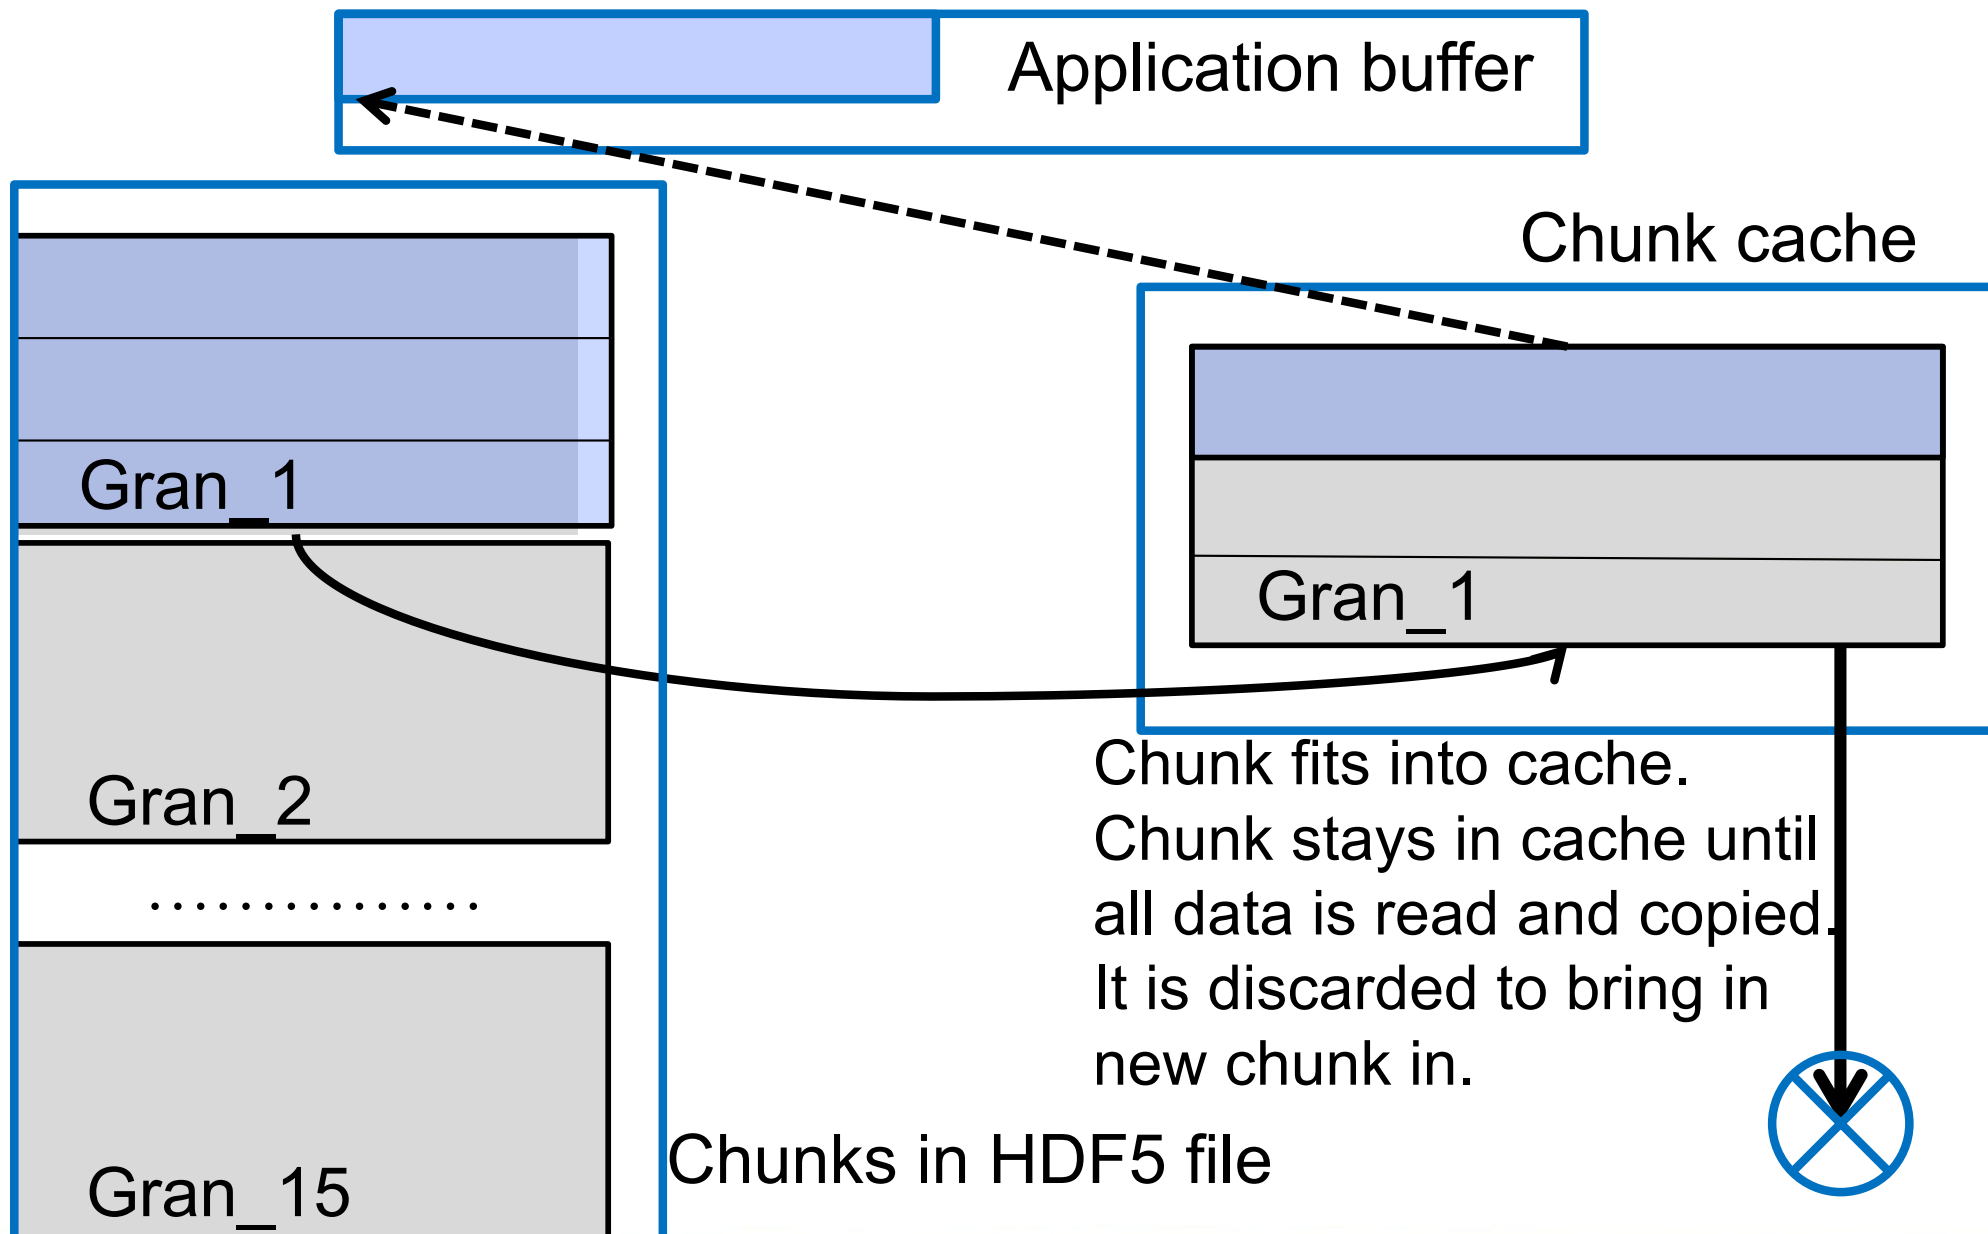 Application buffer
Chunk cache
Gran_1
Gran_1
Gran_2
...............
Chunk fits into cache.
Chunk stays in cache until
all data is read and copied.
It is discarded to bring in
new chunk in.
Chunks in HDF5 file
Gran_15